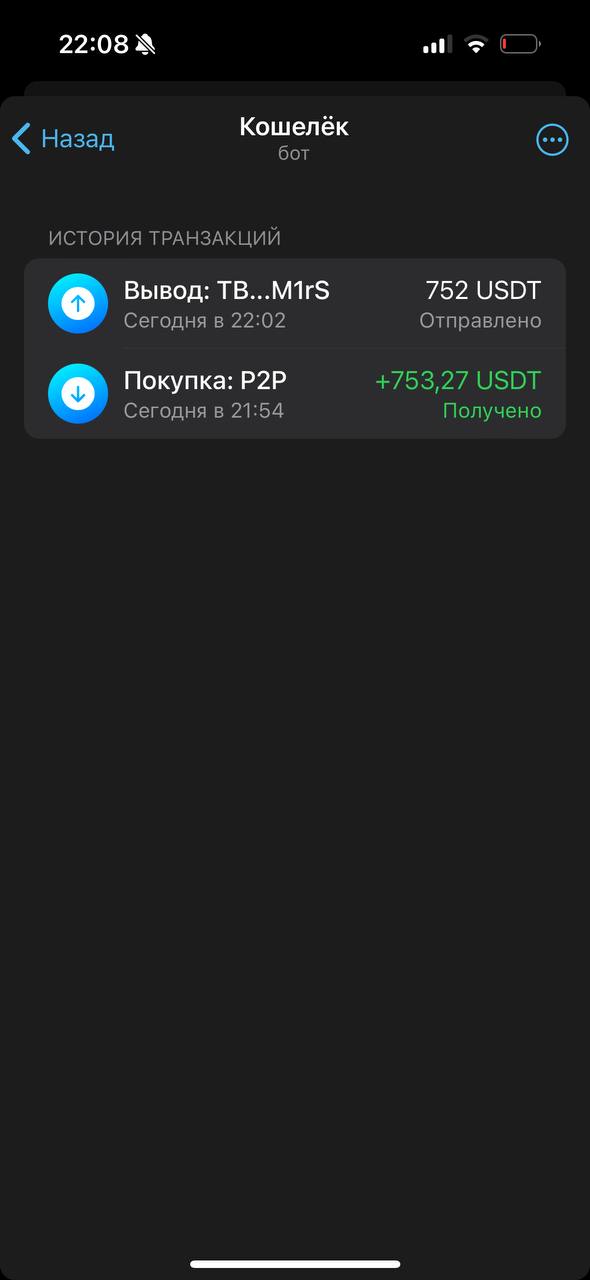 22:08
Назад
Кошелёк
бот
ИСТОРИЯ ТРАНЗАКЦИЙ
Вывод: TB...M1rS 752 USDT
Сегодня в 22:02 Отправлено
Покупка: P2P +753,27 USDT
Сегодня в 21:54 Получено